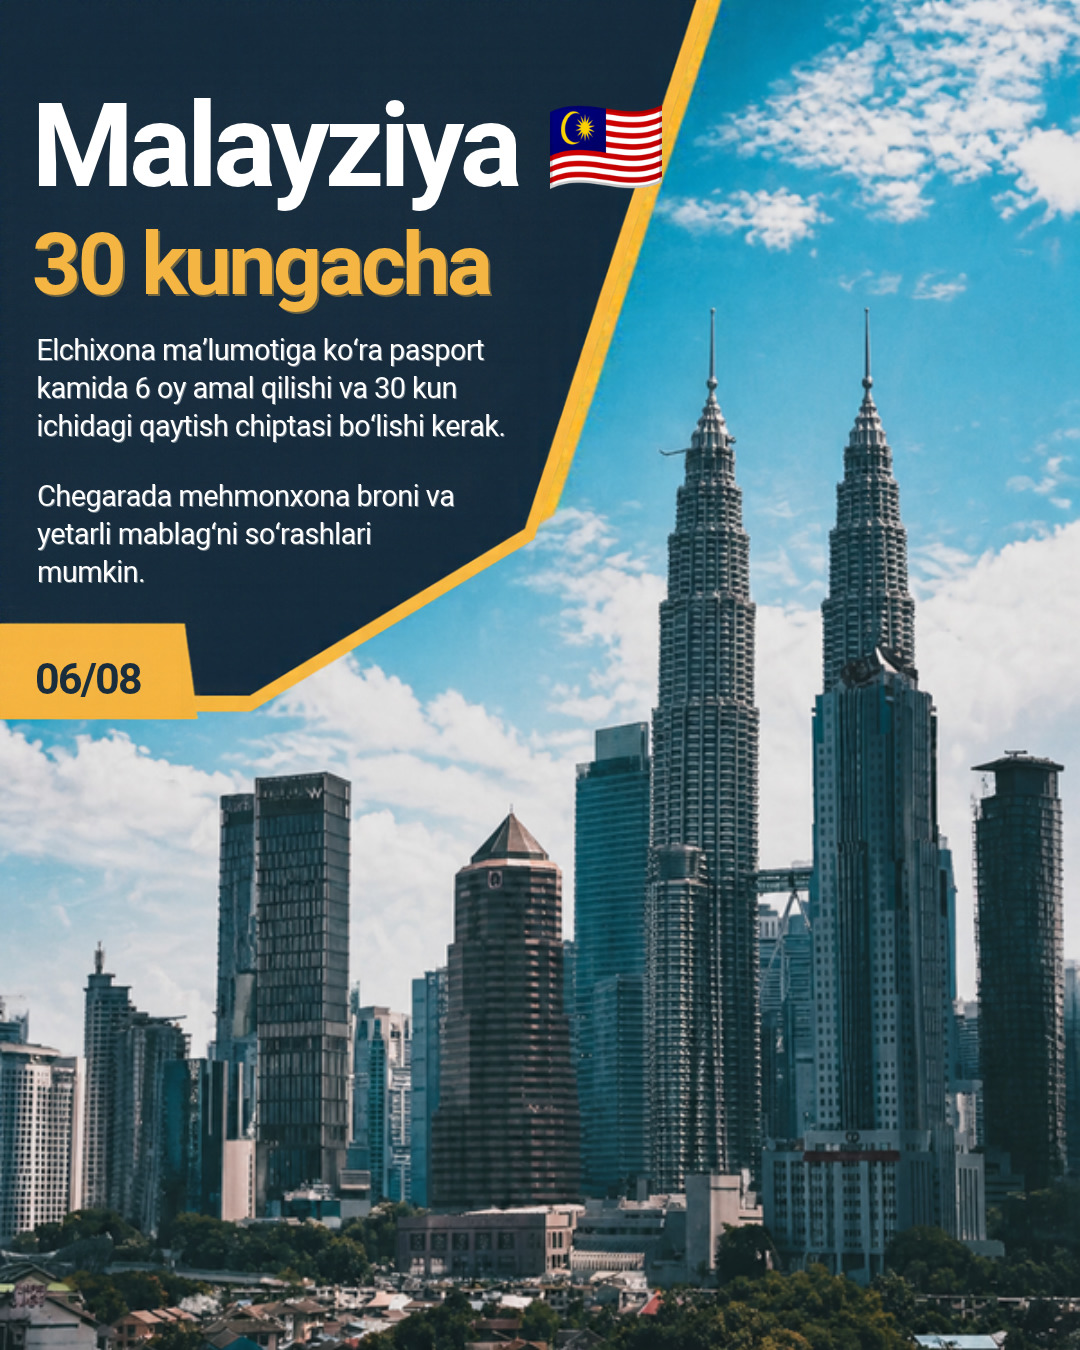 Malayziya 🇲🇾
30 kungacha
Elchixona ma’lumotiga ko‘ra pasport
kamida 6 oy amal qilishi va 30 kun
ichidagi qaytish chiptasi bo‘lishi kerak.
Chegarada mehmonxona broni va
yetarli mablag‘ni so‘rashlari
mumkin.
06/08